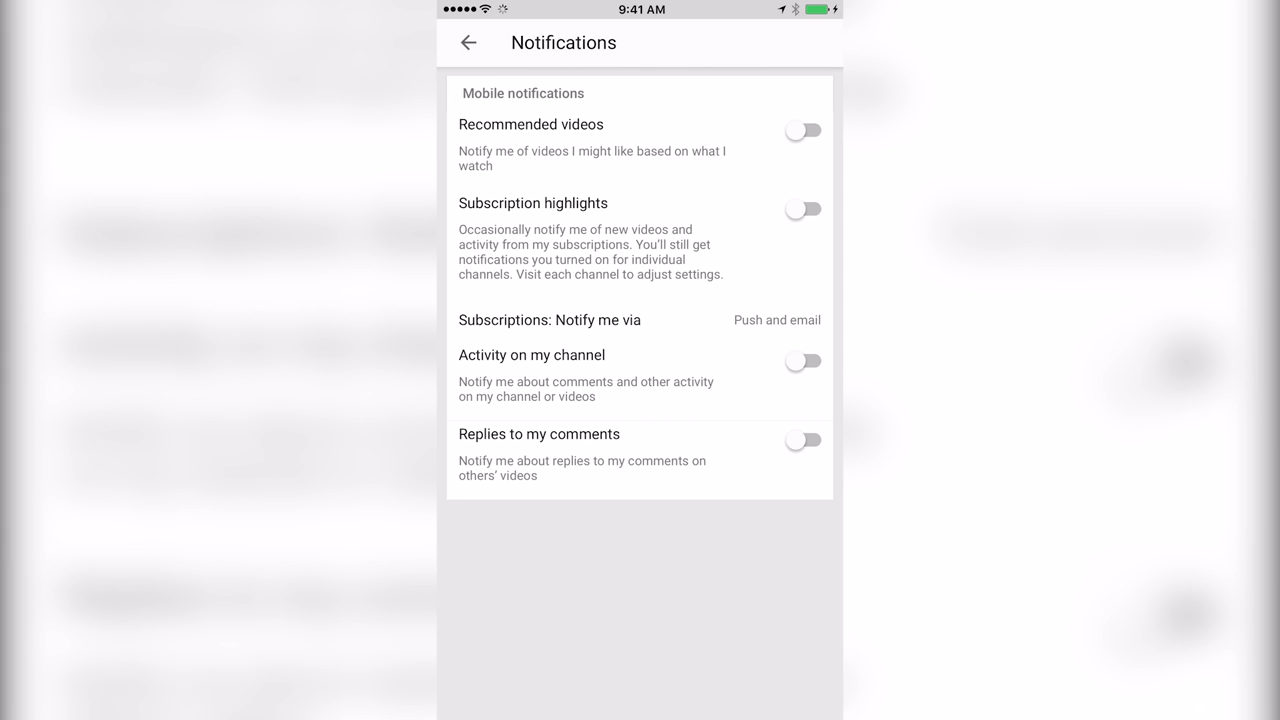 9:41 AM
Notifications
Mobile notifications
Recommended videos
Notify me of videos I might like based on what I
watch
Subscription highlights
Occasionally notify me of new videos and
activity from my subscriptions. You'll still get
notifications you turned on for individual
channels. Visit each channel to adjust settings.
Subscriptions: Notify me via Push and email
Activity on my channel
Notify me about comments and other activity
on my channel or videos
Replies to my comments
Notify me about replies to my comments on
others' videos